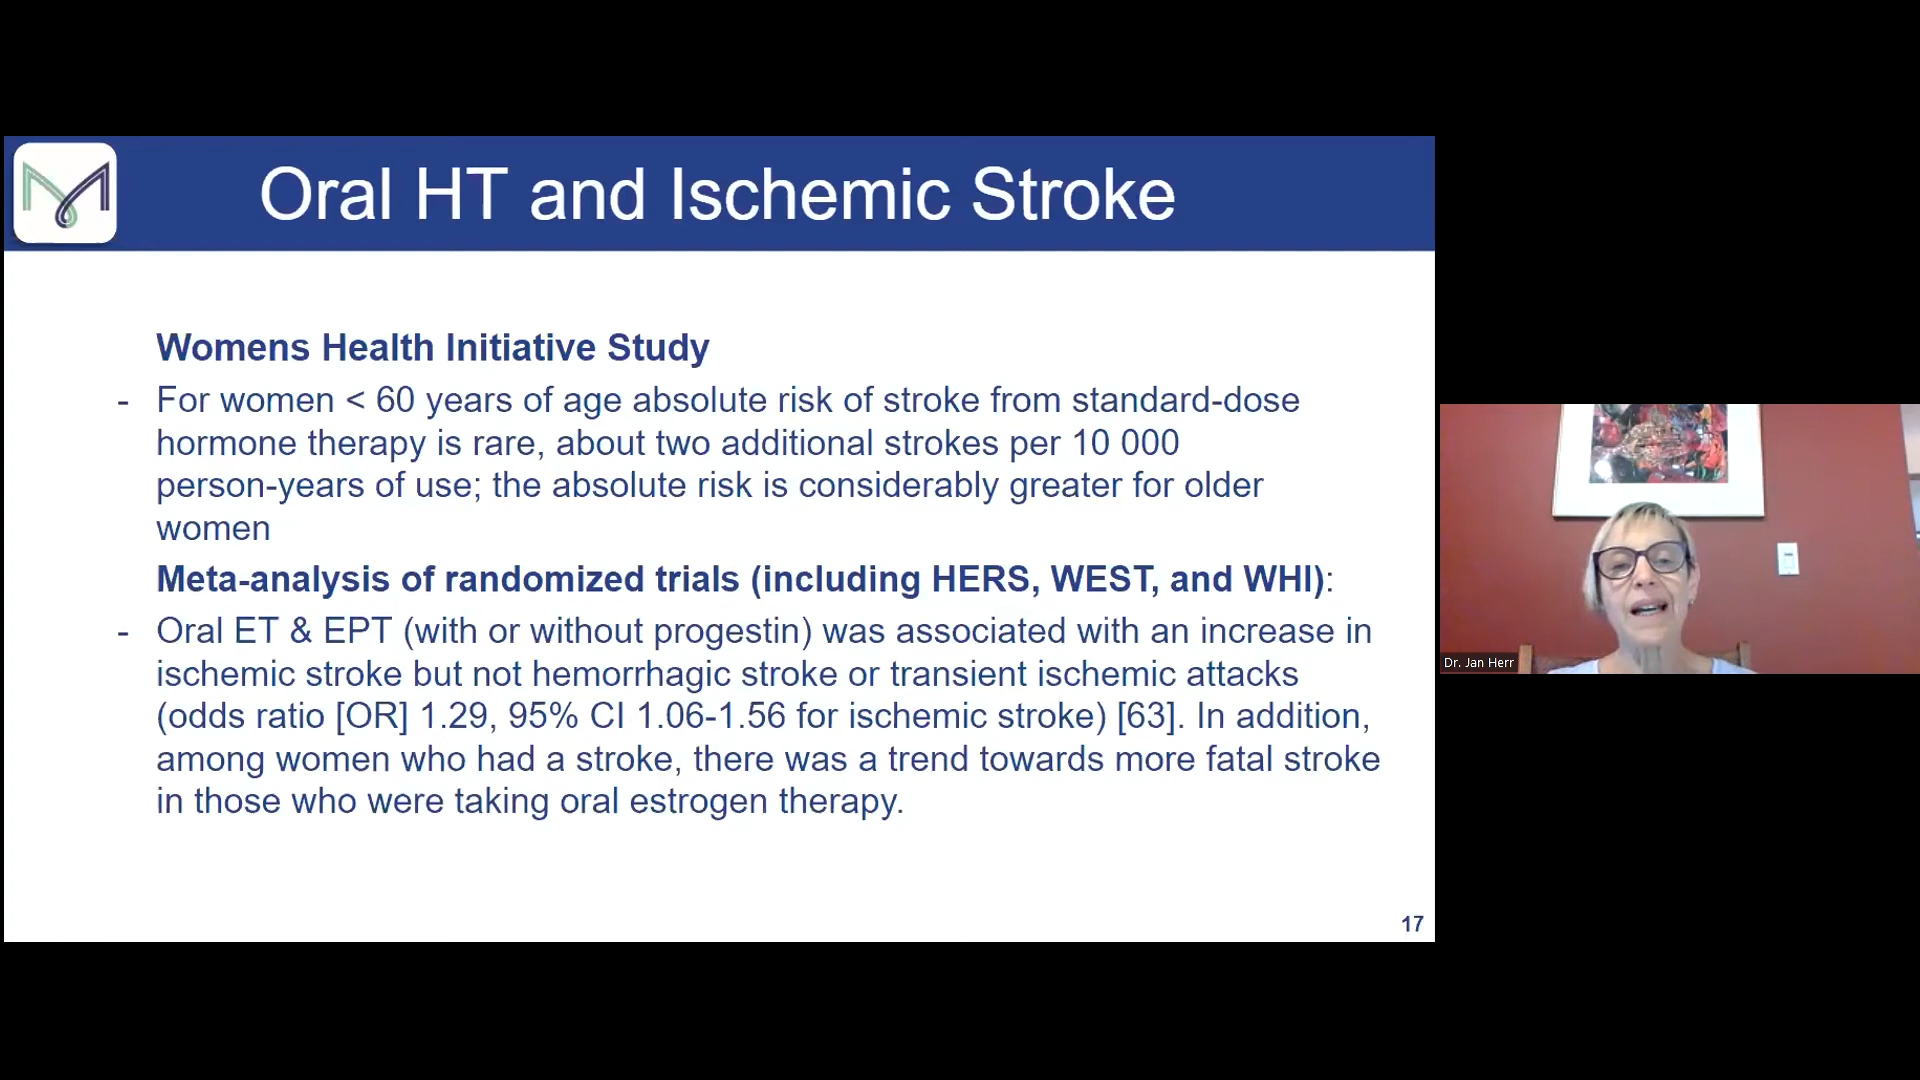 Oral HT and Ischemic Stroke
Womens Health Initiative Study
- For women < 60 years of age absolute risk of stroke from standard-dose
hormone therapy is rare, about two additional strokes per 10 000
person-years of use; the absolute risk is considerably greater for older
women
Meta-analysis of randomized trials (including HERS, WEST, and WHI):
- Oral ET & EPT (with or without progestin) was associated with an increase in
ischemic stroke but not hemorrhagic stroke or transient ischemic attacks
(odds ratio [OR] 1.29, 95% CI 1.06-1.56 for ischemic stroke) [63]. In addition,
among women who had a stroke, there was a trend towards more fatal stroke
in those who were taking oral estrogen therapy.
17
Dr. Jan Herr